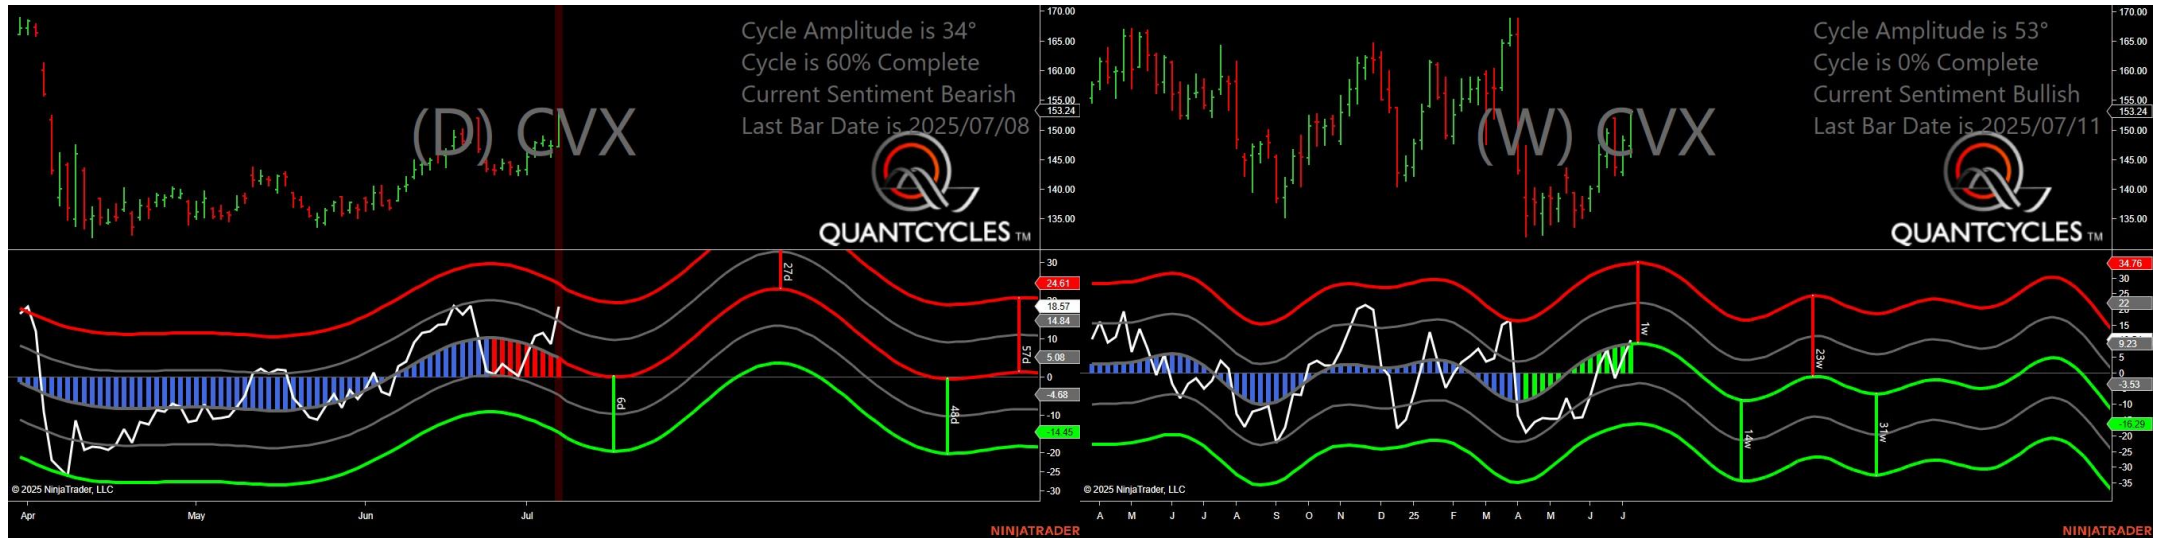 Cycle Amplitude is 34°
Cycle is 60% Complete
Current Sentiment Bearish
Last Bar Date is 2025/07/08
(D) CVX
QUANTCYCLES TM
170.00
165.00
160.00
155.00
153.24
150.00
145.00
140.00
135.00
30
24.61
18.57
14.84
10
5.08
0
-4.68
-10
-14.45
-20
-25
-30
27d
6d
48d
57d
© 2025 NinjaTrader, LLC
Apr
May
Jun
Jul
NINJATRADER
Cycle Amplitude is 53°
Cycle is 0% Complete
Current Sentiment Bullish
Last Bar Date is 2025/07/11
(W) CVX
QUANTCYCLES TM
170.00
165.00
160.00
155.00
153.24
150.00
145.00
140.00
135.00
34.76
30
25
22
15
9.23
5
0
-3.53
-10
-16.29
-20
-25
-30
-35
1w
23w
14w
31w
© 2025 NinjaTrader, LLC
A M J J A S O N D 25 F M A M J J
NINJATRADER